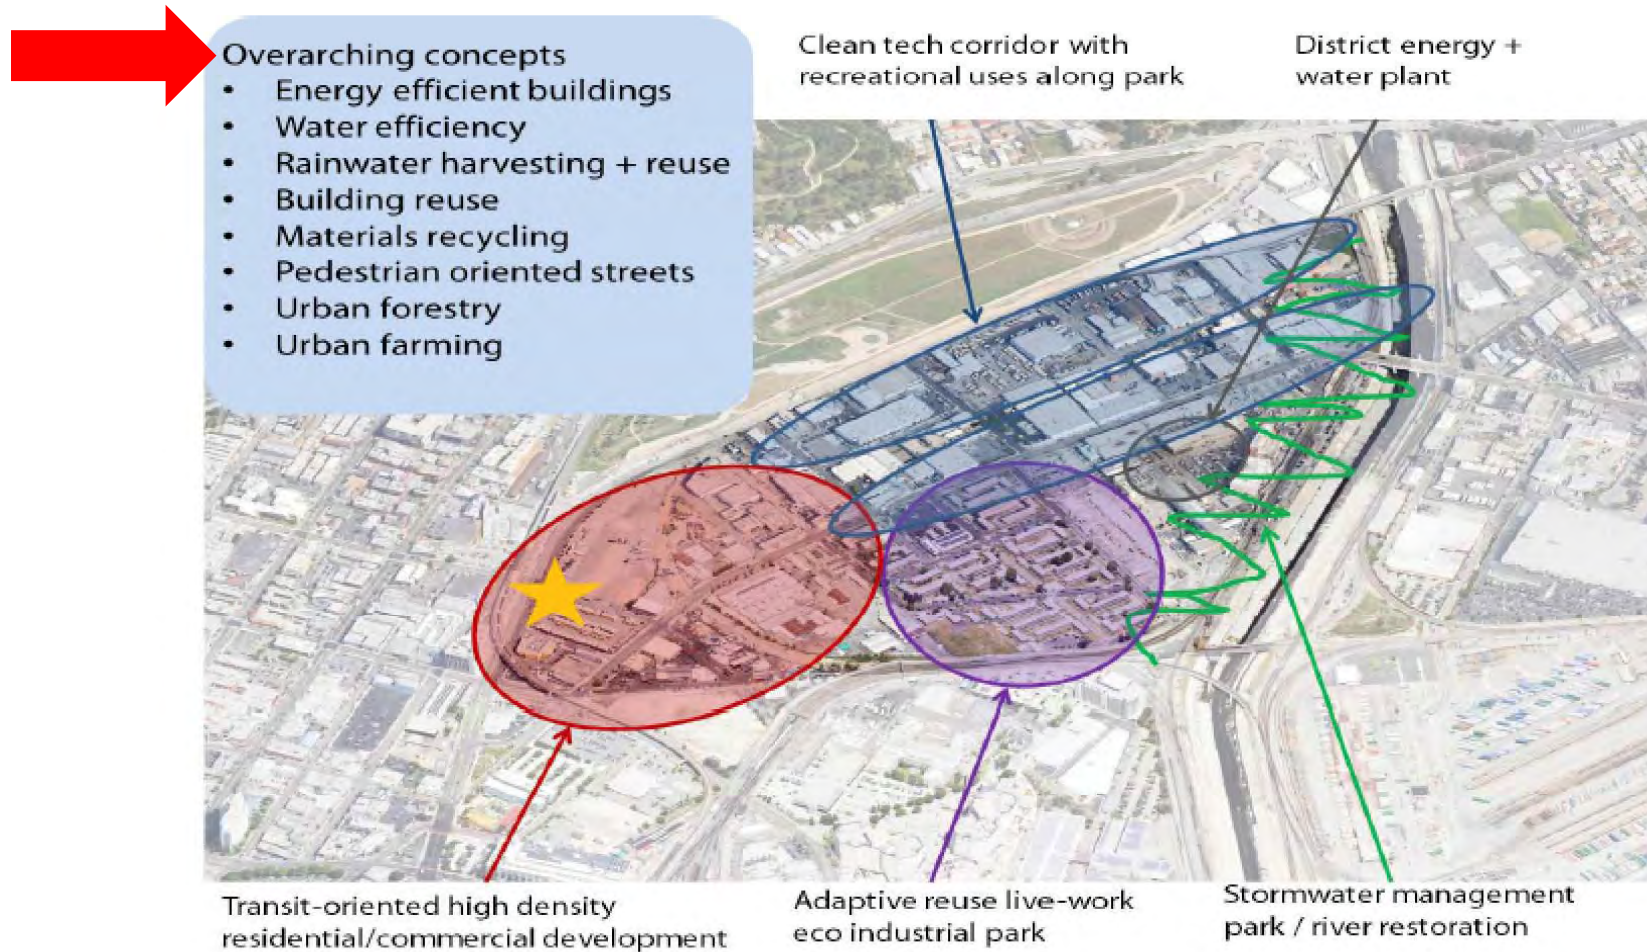 Overarching concepts
• Energy efficient buildings
• Water efficiency
• Rainwater harvesting + reuse
• Building reuse
• Materials recycling
• Pedestrian oriented streets
• Urban forestry
• Urban farming
Clean tech corridor with
recreational uses along park
District energy +
water plant
Transit-oriented high density
residential/commercial development
Adaptive reuse live-work
eco industrial park
Stormwater management
park / river restoration